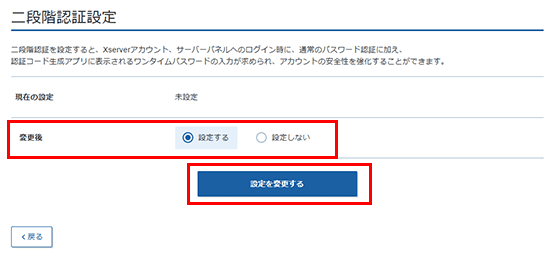 二段階認証設定
二段階認証を設定すると、Xserverアカウント、サーバーパネルへのログイン時に、通常のパスワード認証に加え、
認証コード生成アプリに表示されるワンタイムパスワードの入力が求められ、アカウントの安全性を強化することができます。
現在の設定 未設定
変更後 設定する 設定しない
設定を変更する
戻る